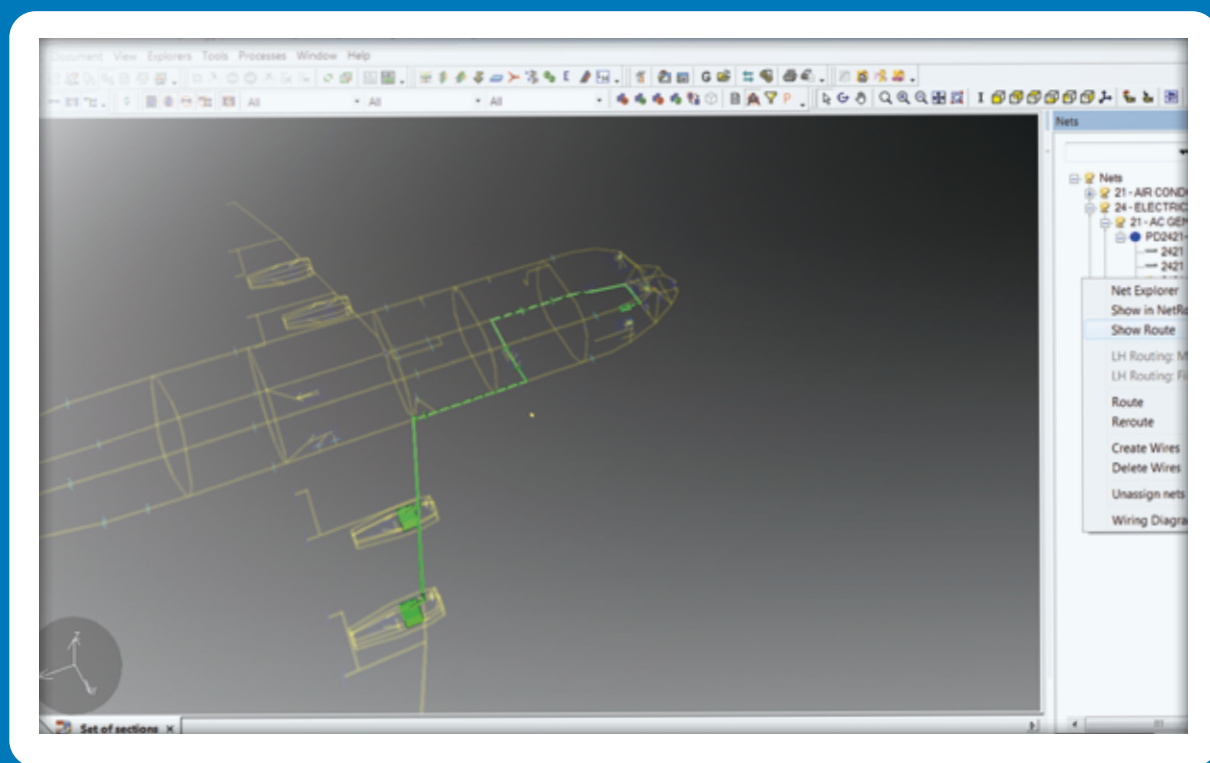 Document View Explorers Tools Processes Window Help
All All All
Nets
Nets
21 - AIR COND
24 - ELECTRIC
21 - AC GEN
PD2421-
2421
2421
Net Explorer
Show in NetRo
Show Route
LH Routing: M
LH Routing: Fi
Route
Reroute
Create Wires
Delete Wires
Unassign nets
Wiring Diagra
Set of sections